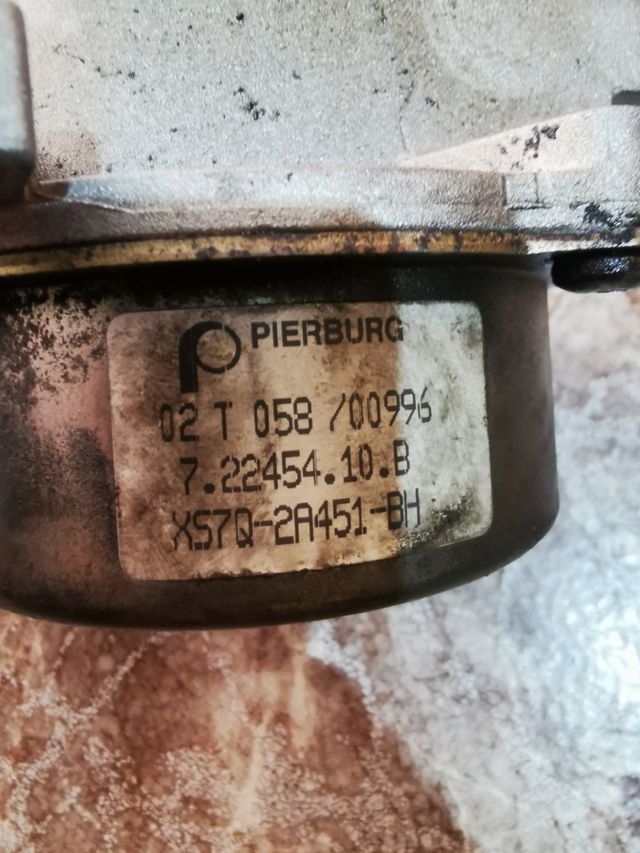 PIERBURG
02 T 058 /00996
7.22454.10.B
XS7Q-2A451-BH